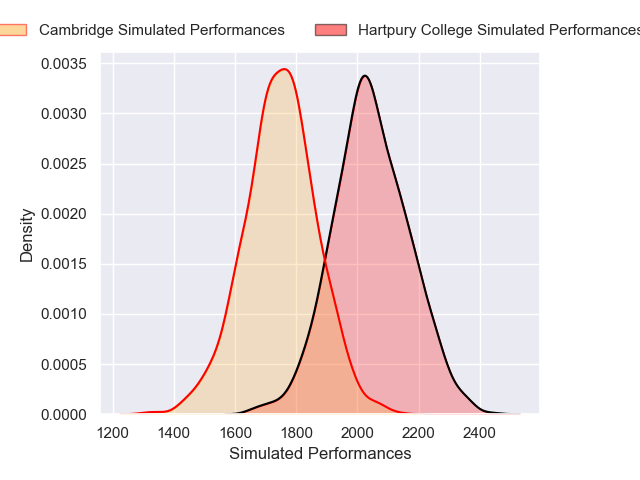 Cambridge Simulated Performances
Hartpury College Simulated Performances
0.0035
0.0030
0.0025
0.0020
0.0015
0.0010
0.0005
0.0000
Density
1200 1400 1600 1800 2000 2200 2400
Simulated Performances